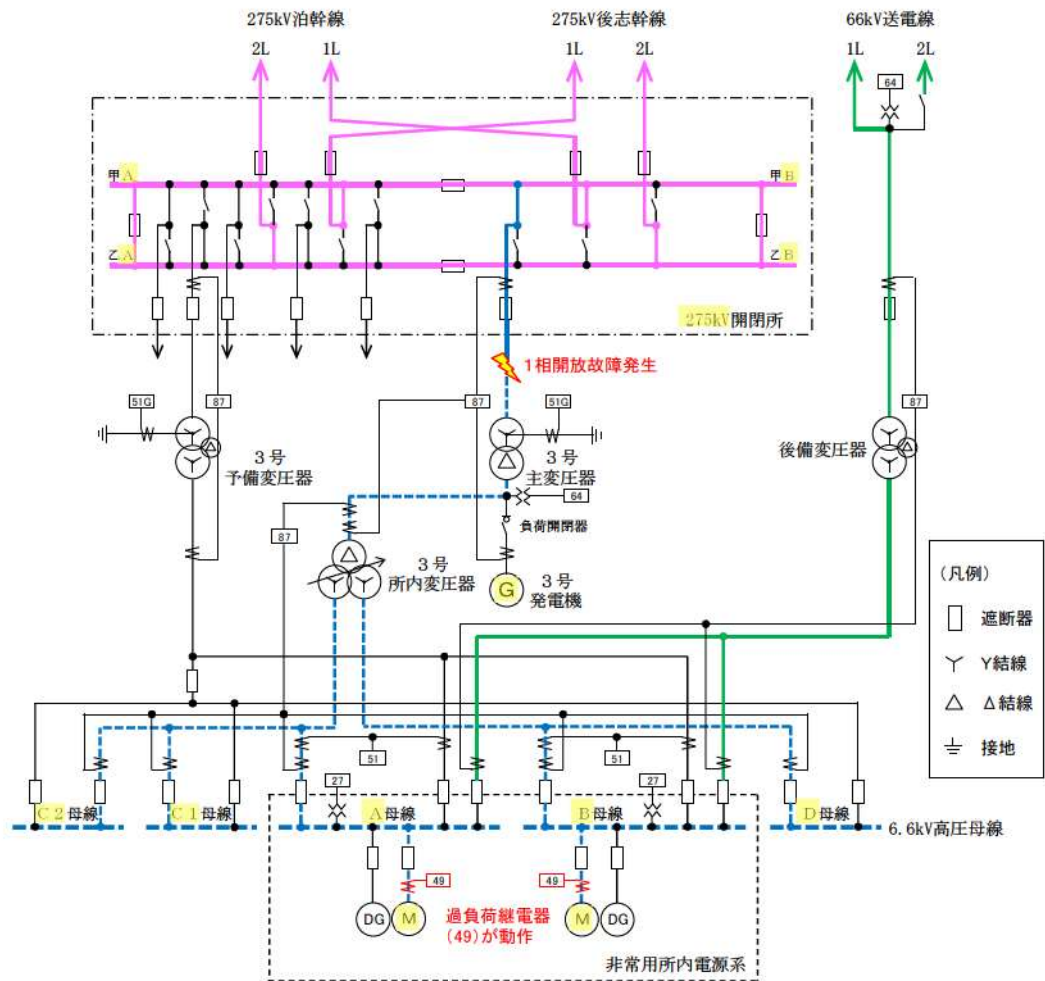 275kV泊幹線
275kV後志幹線
66kV送電線
2L
1L
1L
2L
1L
2L
64
甲A
甲B
乙A
乙B
275kV開閉所
1相開放故障発生
51G
87
87
51G
87
3号
予備変圧器
3号
主変圧器
後備変圧器
64
負荷開閉器
87
3号
所内変圧器
G
3号
発電機
(凡例)
遮断器
Y結線
Δ結線
接地
51
51
27
27
C2母線
C1母線
A母線
B母線
D母線
6.6kV高圧母線
49
49
DG
M
過負荷継電器
(49)が動作
M
DG
非常用所内電源系